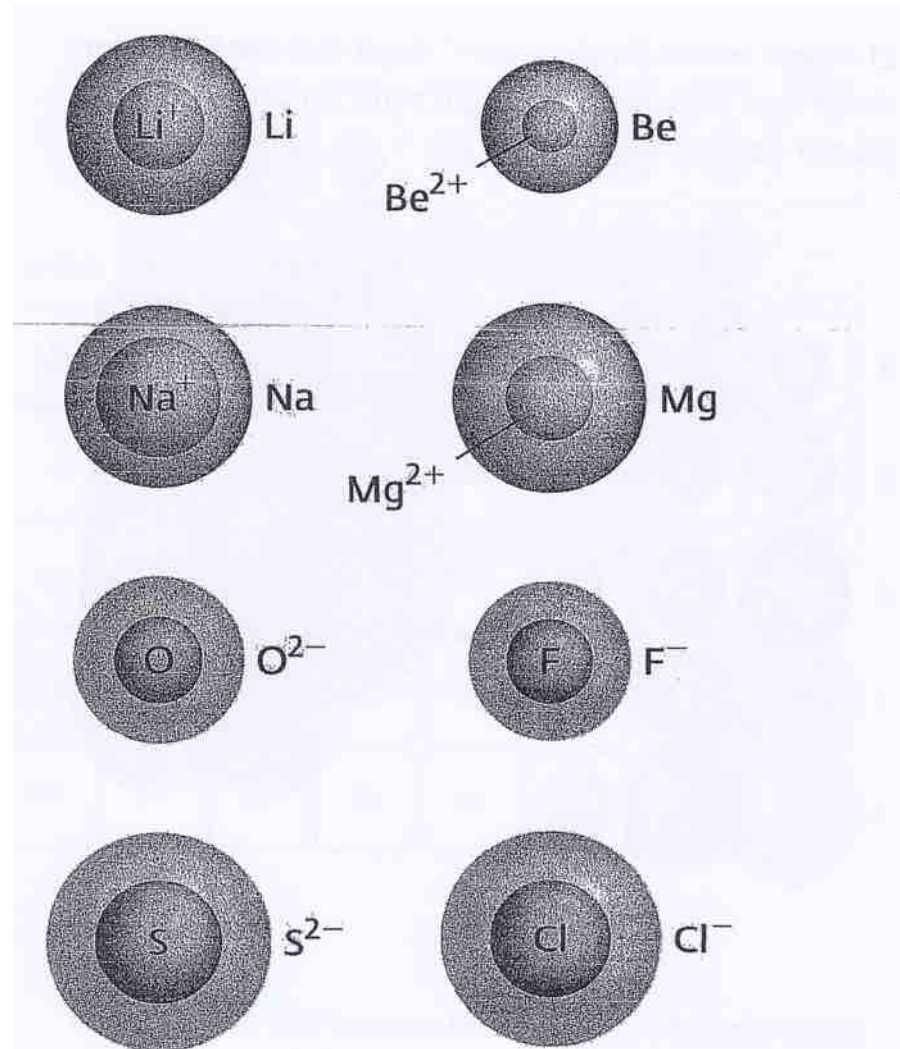 Li⁺ Li Be
Be²⁺
Na⁺ Na Mg
Mg²⁺
O O²⁻ F F⁻
S S²⁻ Cl Cl⁻